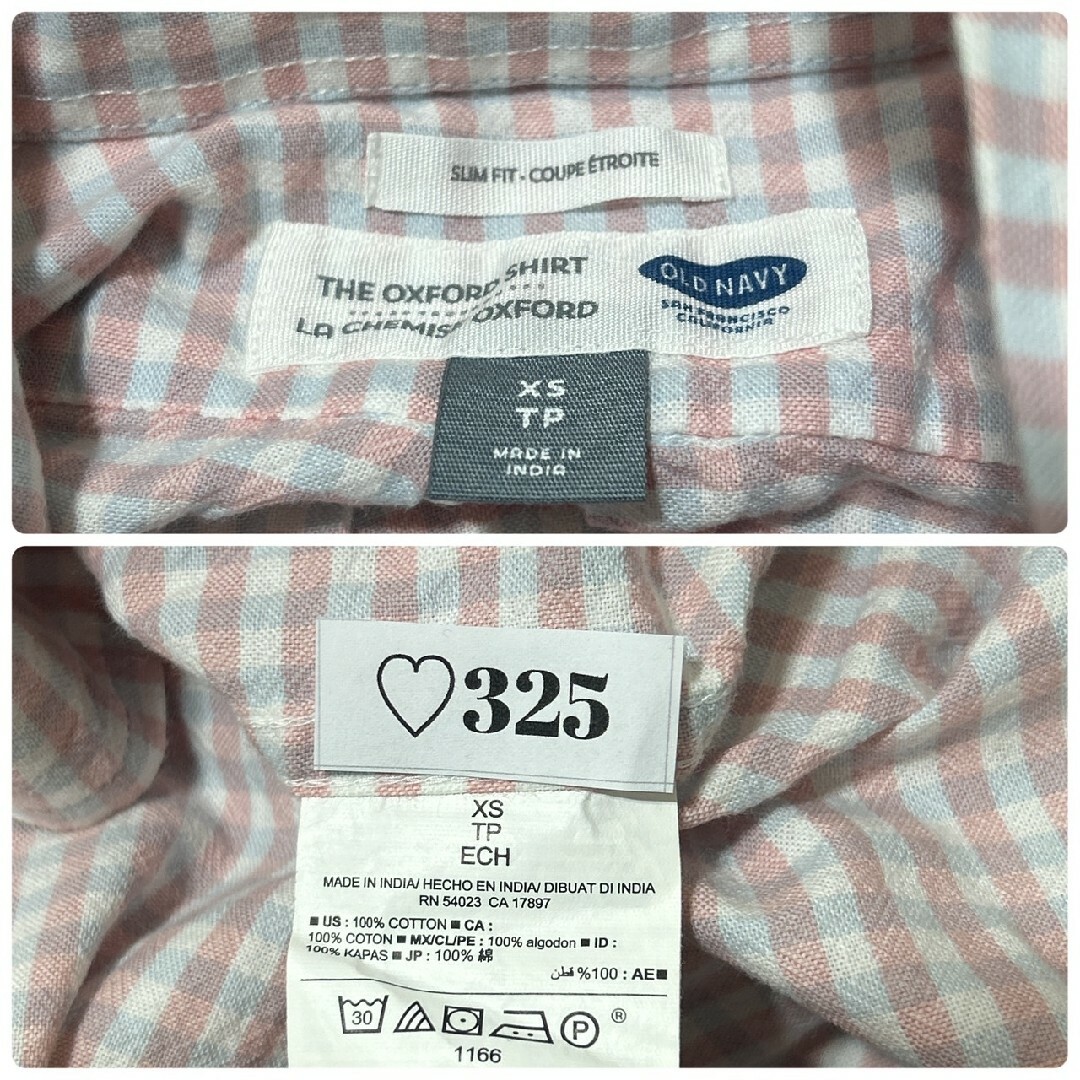 SLIM FIT - COUPE ÉTROITE
THE OXFORD SHIRT
LA CHEMISE OXFORD
OLD NAVY
SAN FRANCISCO
CALIFORNIA
XS
TP
MADE IN
INDIA
♡325
XS
TP
ECH
MADE IN INDIA/ HECHO EN INDIA/ DIBUAT DI INDIA
RN 54023 CA 17897
■ US : 100% COTTON ■ CA :
100% COTON ■ MX/CL/PE : 100% algodon ■ ID :
100% KAPAS ■ JP : 100% 綿
■AE : 100% قطن
30
P
®
1166